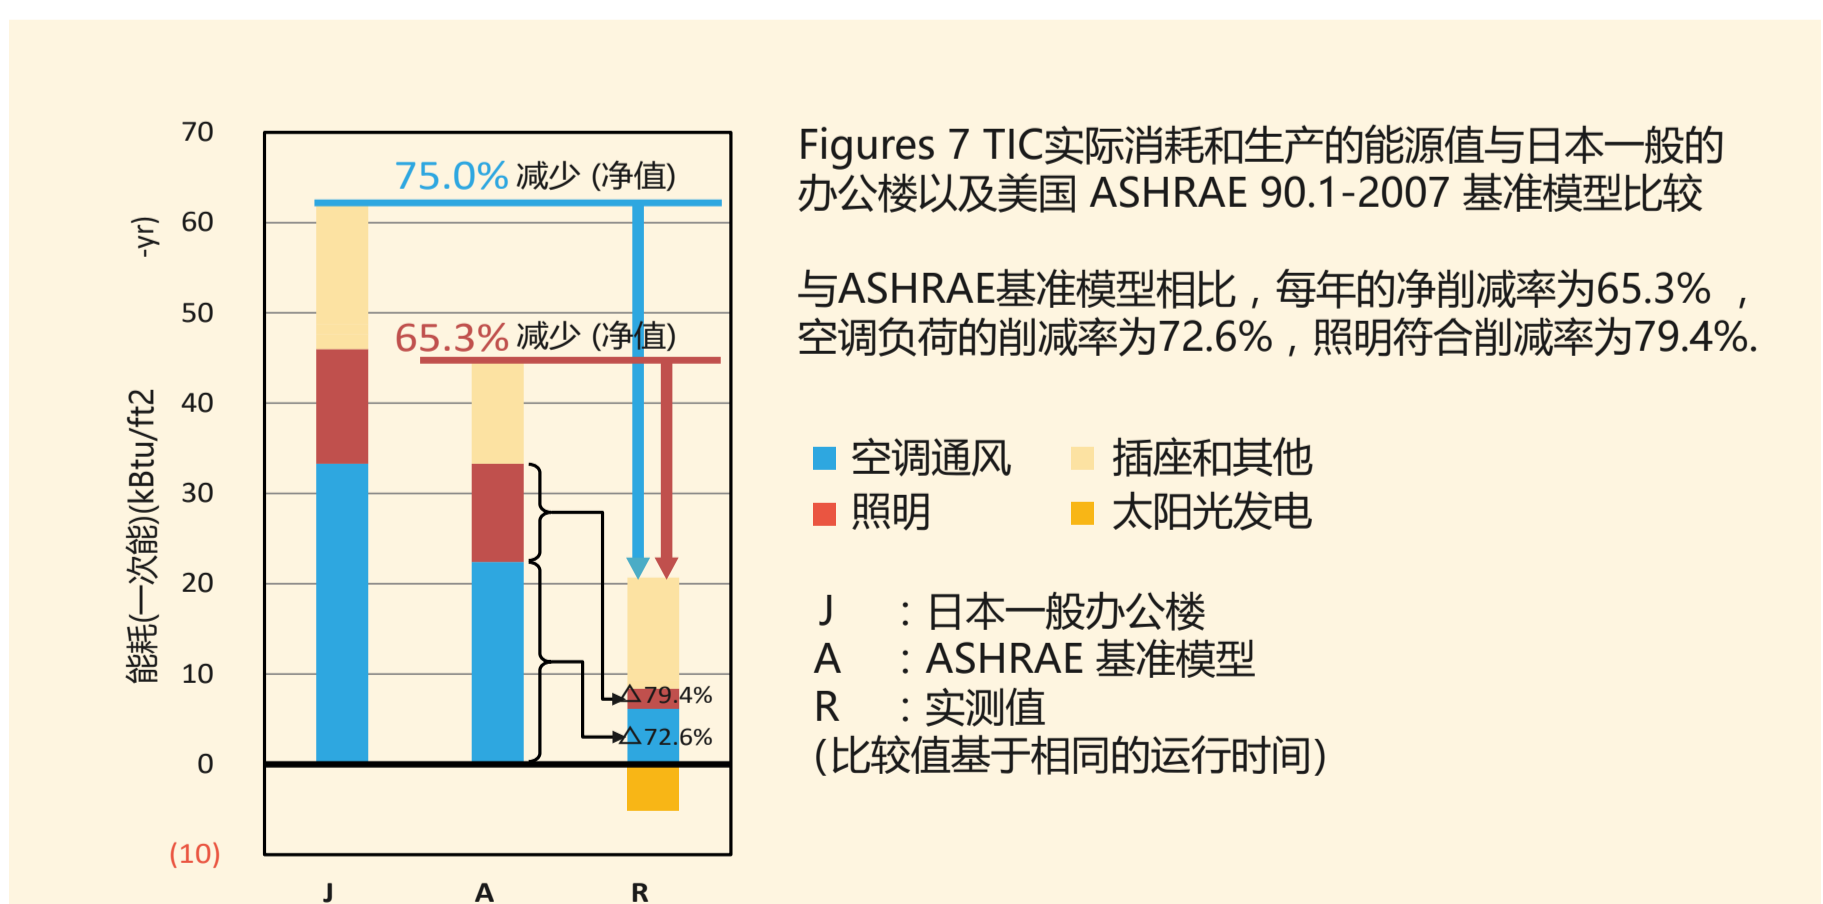 70
75.0% 减少 (净值)
60
-yr)
50
65.3% 减少 (净值)
40
能耗(一次能)(kBtu/ft2
30
20
10
△79.4%
△72.6%
0
(10)
J A R
Figures 7 TIC实际消耗和生产的能源值与日本一般的
办公楼以及美国 ASHRAE 90.1-2007 基准模型比较
与ASHRAE基准模型相比，每年的净削减率为65.3% ，
空调负荷的削减率为72.6%，照明符合削减率为79.4%.
空调通风 插座和其他
照明 太阳光发电
J ：日本一般办公楼
A ：ASHRAE 基准模型
R ：实测值
(比较值基于相同的运行时间)